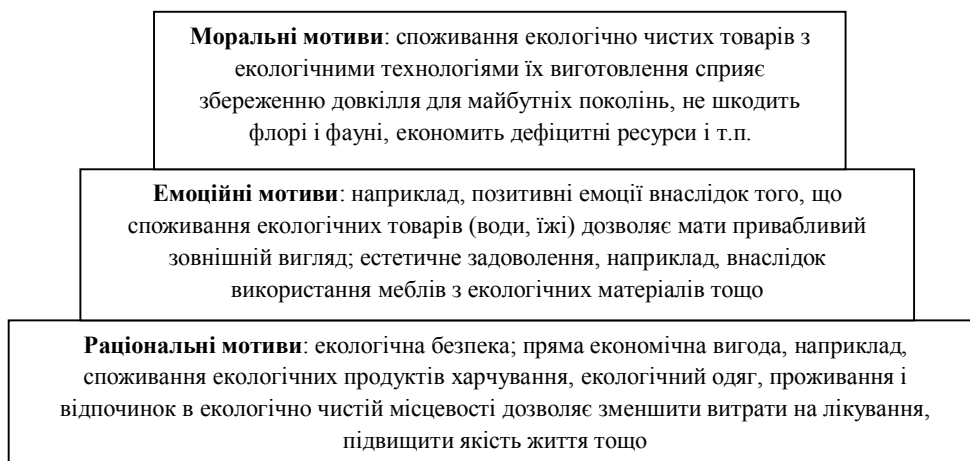 Моральні мотиви: споживання екологічно чистих товарів з
екологічними технологіями їх виготовлення сприяє
збереженню довкілля для майбутніх поколінь, не шкодить
флорі і фауні, економить дефіцитні ресурси і т.п.
Емоційні мотиви: наприклад, позитивні емоції внаслідок того, що
споживання екологічних товарів (води, їжі) дозволяє мати привабливий
зовнішній вигляд; естетичне задоволення, наприклад, внаслідок
використання меблів з екологічних матеріалів тощо
Раціональні мотиви: екологічна безпека; пряма економічна вигода, наприклад,
споживання екологічних продуктів харчування, екологічний одяг, проживання і
відпочинок в екологічно чистій місцевості дозволяє зменшити витрати на лікування,
підвищити якість життя тощо